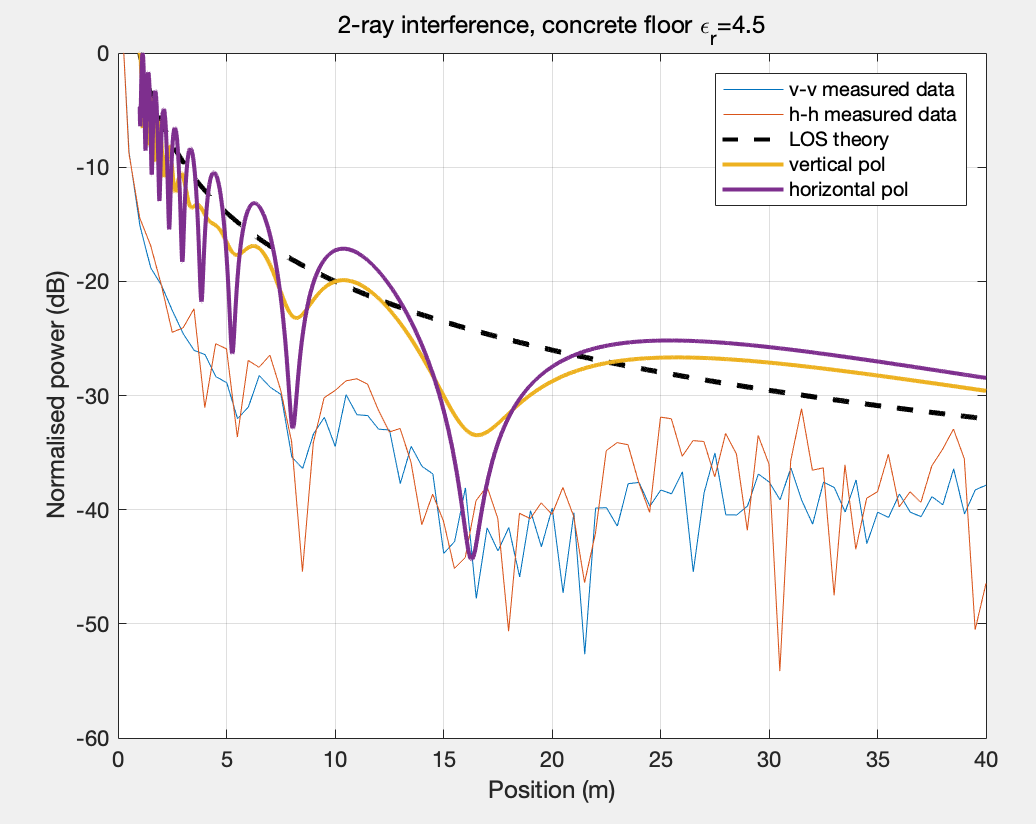 2-ray interference, concrete floor ϵr=4.5
v-v measured data
h-h measured data
LOS theory
vertical pol
horizontal pol
Normalised power (dB)
0
-10
-20
-30
-40
-50
-60
0 5 10 15 20 25 30 35 40
Position (m)